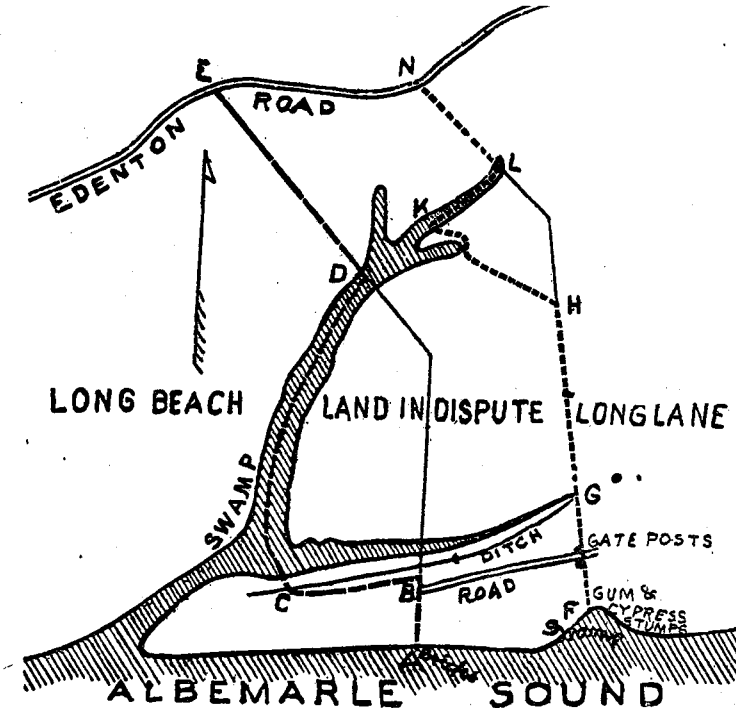 E
N
EDENTON ROAD
L
K
D
H
LONG BEACH
LAND IN DISPUTE
LONG LANE
SWAMP
G
DITCH
GATE POSTS
C
B
ROAD
F
GUM &
CYPRESS
STUMPS
Swamp
ALBEMARLE SOUND